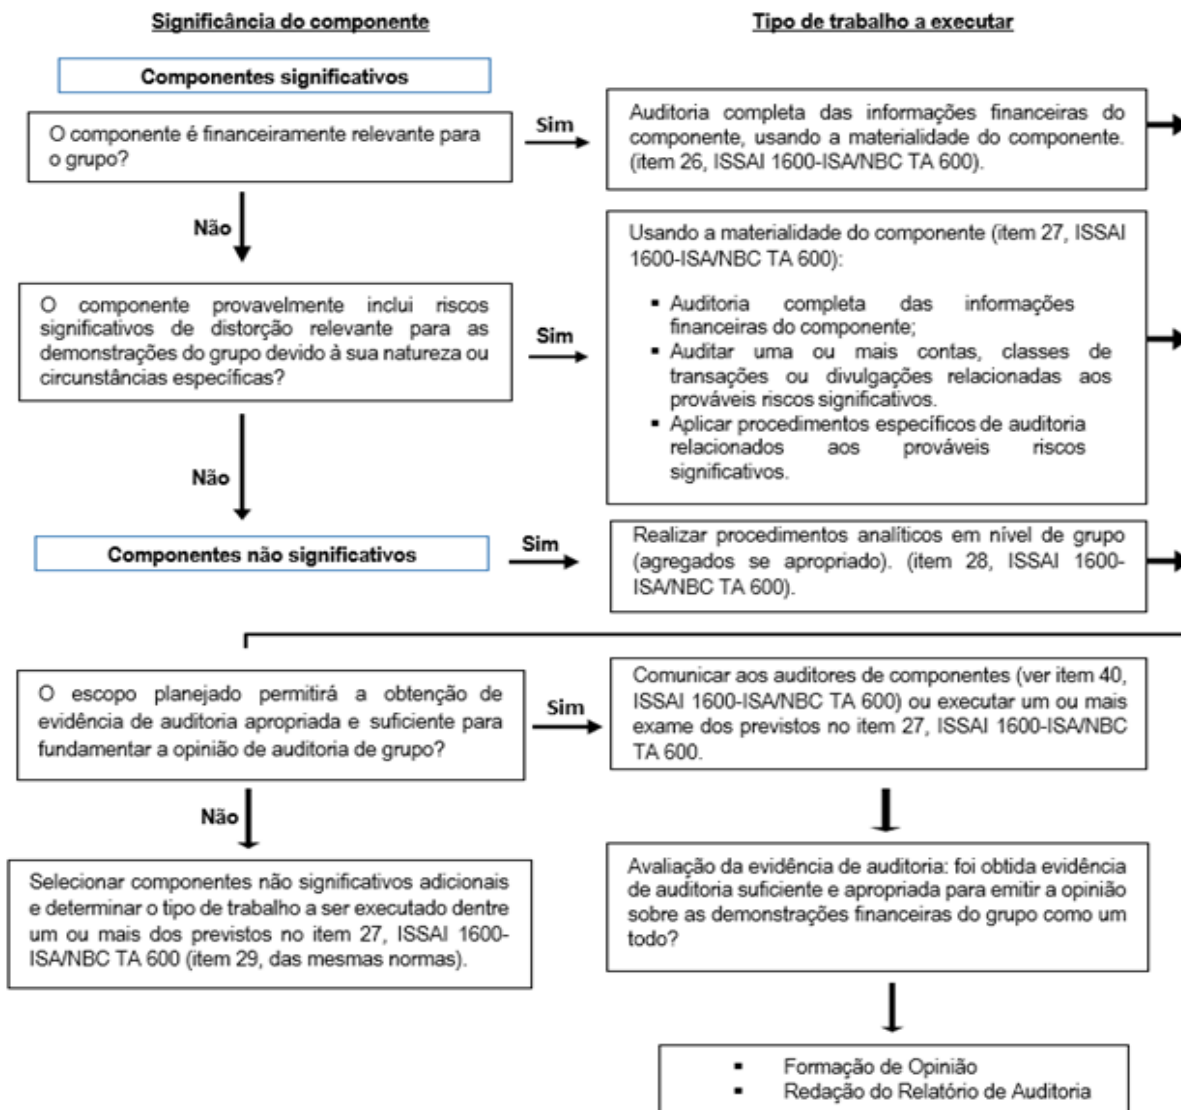 Significância do componente
Tipo de trabalho a executar
Componentes significativos
O componente é financeiramente relevante para
o grupo?
Sim
Auditoria completa das informações financeiras do
componente, usando a materialidade do componente.
(item 26, ISSAI 1600-ISA/NBC TA 600).
Não
O componente provavelmente inclui riscos
significativos de distorção relevante para as
demonstrações do grupo devido à sua natureza ou
circunstâncias específicas?
Sim
Usando a materialidade do componente (item 27, ISSAI
1600-ISA/NBC TA 600):
▪ Auditoria completa das informações
financeiras do componente;
▪ Auditar uma ou mais contas, classes de
transações ou divulgações relacionadas aos
prováveis riscos significativos.
▪ Aplicar procedimentos específicos de auditoria
relacionados aos prováveis riscos
significativos.
Não
Componentes não significativos
Sim
Realizar procedimentos analíticos em nível de grupo
(agregados se apropriado). (item 28, ISSAI 1600-
ISA/NBC TA 600).
O escopo planejado permitirá a obtenção de
evidência de auditoria apropriada e suficiente para
fundamentar a opinião de auditoria de grupo?
Sim
Comunicar aos auditores de componentes (ver item 40,
ISSAI 1600-ISA/NBC TA 600) ou executar um ou mais
exame dos previstos no item 27, ISSAI 1600-ISA/NBC
TA 600.
Não
Selecionar componentes não significativos adicionais
e determinar o tipo de trabalho a ser executado dentre
um ou mais dos previstos no item 27, ISSAI 1600-
ISA/NBC TA 600 (item 29, das mesmas normas).
Avaliação da evidência de auditoria: foi obtida evidência
de auditoria suficiente e apropriada para emitir a opinião
sobre as demonstrações financeiras do grupo como um
todo?
▪ Formação de Opinião
▪ Redação do Relatório de Auditoria